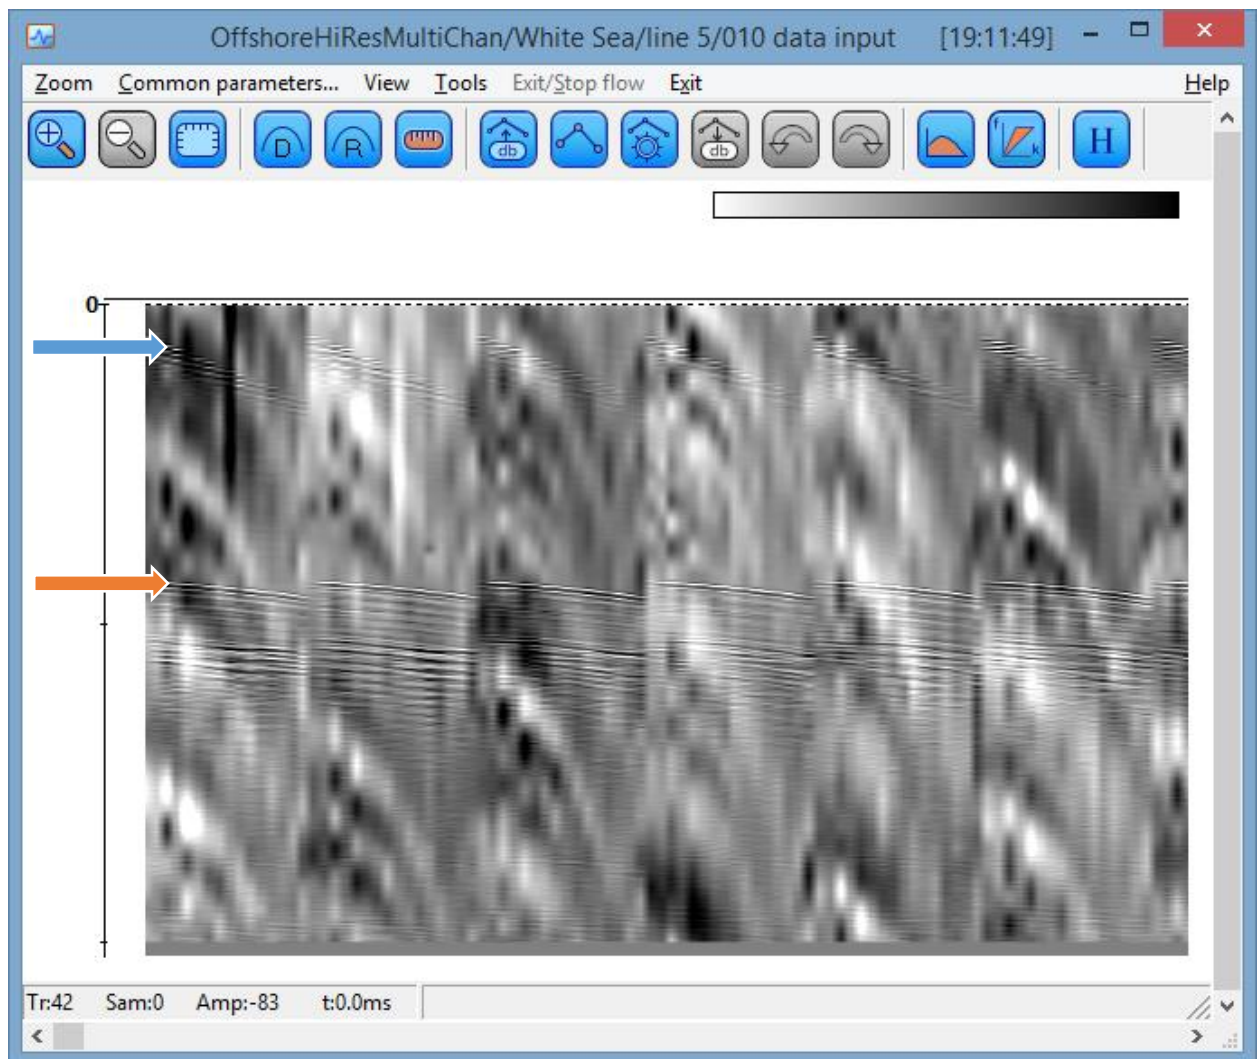 OffshoreHiResMultiChan/White Sea/line 5/010 data input [19:11:49]
Zoom Common parameters... View Tools Exit/Stop flow Exit Help
D R db db f k H
0
Tr:42 Sam:0 Amp:-83 t:0.0ms